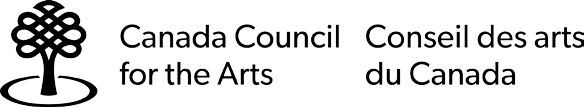 Canada Council
for the Arts
Conseil des arts
du Canada